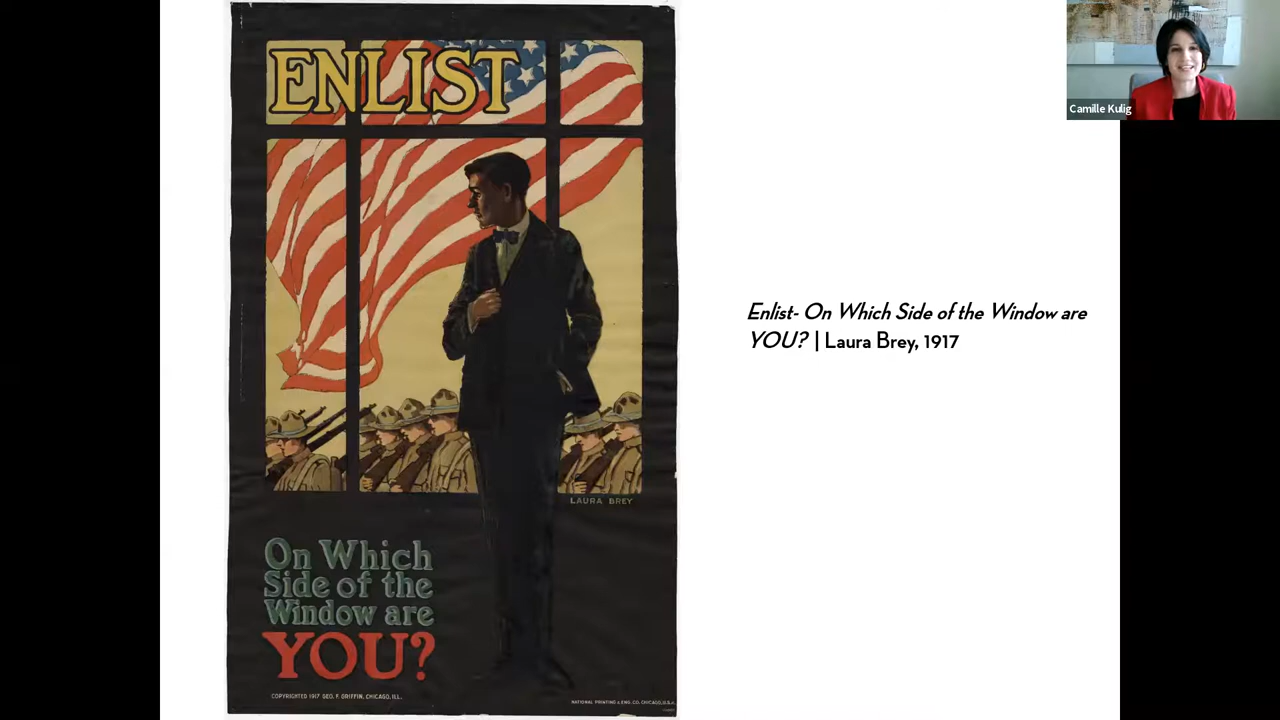 ENLIST
LAURA BREY
On Which
Side of the
Window are
YOU?
COPYRIGHTED 1917 GEO. F. GRIFFIN, CHICAGO, ILL.
NATIONAL PRINTING & ENG. CO. CHICAGO, U.S.A.
Enlist- On Which Side of the Window are
YOU? | Laura Brey, 1917
Camille Kulig